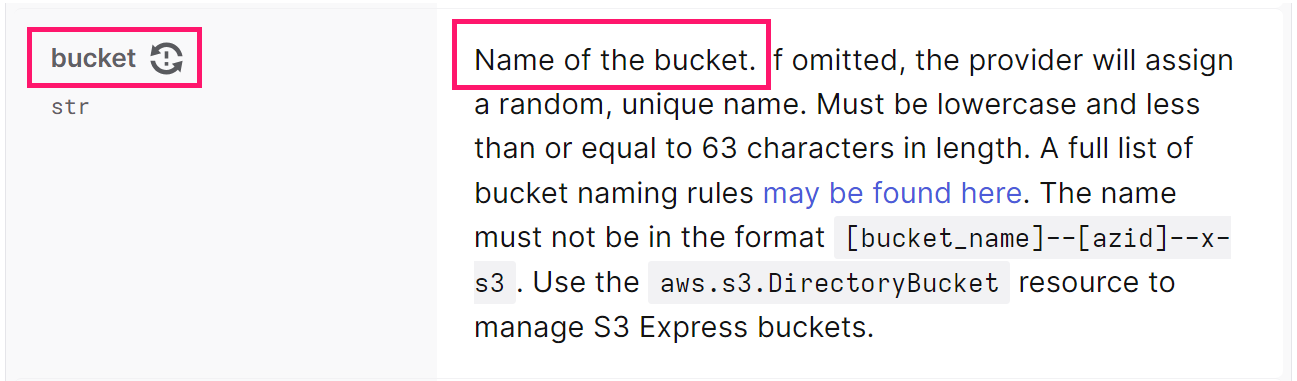 bucket
str
Name of the bucket. If omitted, the provider will assign
a random, unique name. Must be lowercase and less
than or equal to 63 characters in length. A full list of
bucket naming rules may be found here. The name
must not be in the format [bucket_name]--[azid]--x-
s3. Use the aws.s3.DirectoryBucket resource to
manage S3 Express buckets.